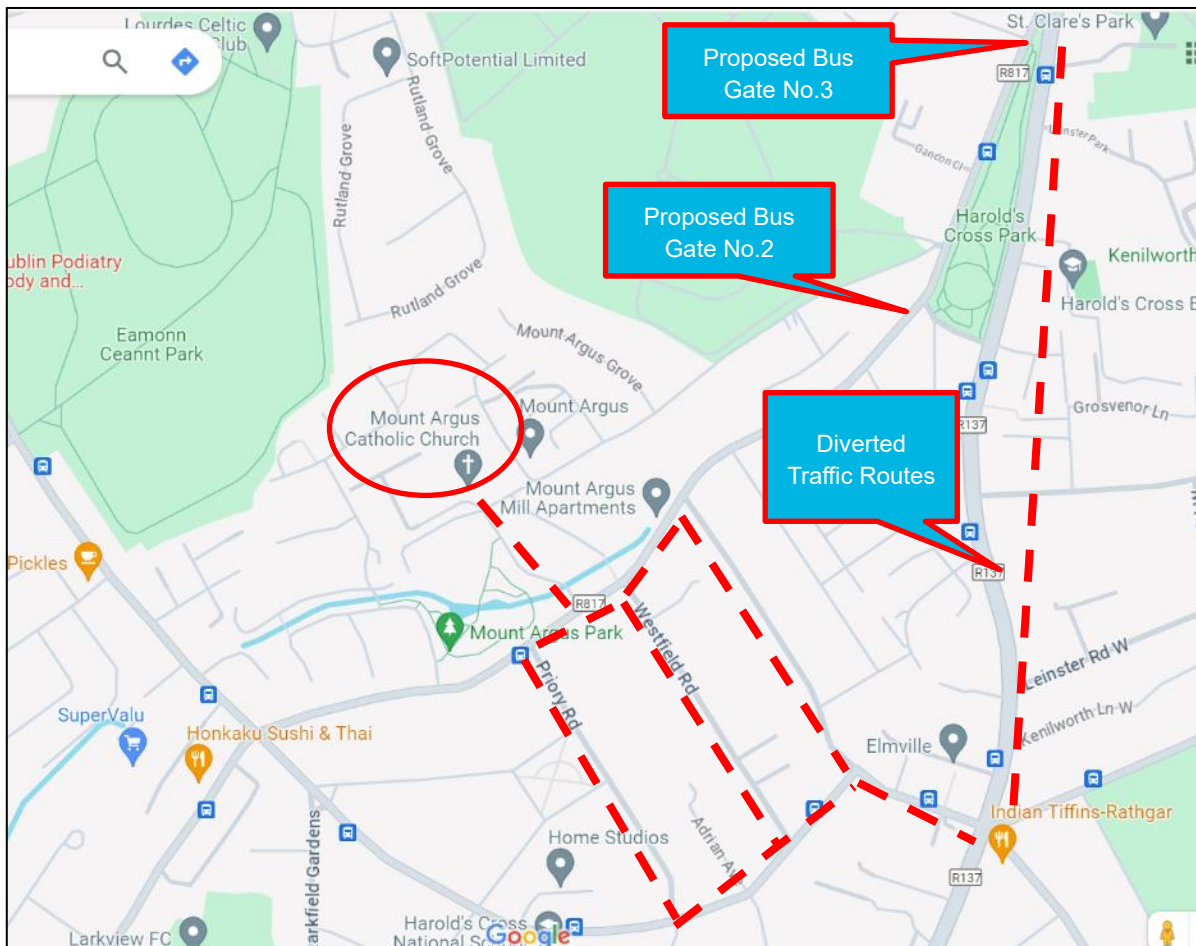 Lourdes Celtic
Club
SoftPotential Limited
Rutland Grove
Rutland Grove
Rutland Grove
Proposed Bus
Gate No.3
St. Clare's Park
R817
Leinster Park
Gandon Cl
Proposed Bus
Gate No.2
Harold's
Cross Park
Kenilworth
Harold's Cross E
ublin Podiatry
ody and...
Eamonn
Ceannt Park
Mount Argus Grove
Mount Argus
Catholic Church
Mount Argus
Grosvenor Ln
R137
Diverted
Traffic Routes
Mount Argus
Mill Apartments
Pickles
R137
R817
Mount Argus Park
Priory Rd
Westfield Rd
Leinster Rd W
Kenilworth Ln W
SuperValu
Honkaku Sushi & Thai
Elmville
Indian Tiffins-Rathgar
Adrian Ave
Home Studios
R137
arkfield Gardens
Larkview FC
Harold's Cross
National S
Google